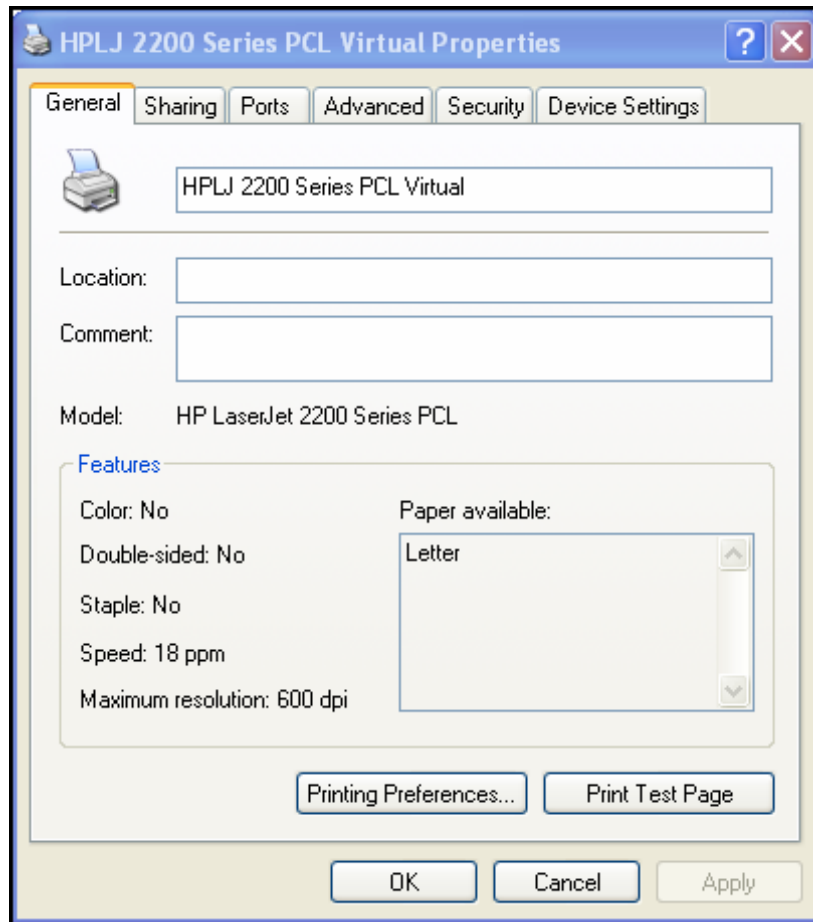 HPLJ 2200 Series PCL Virtual Properties
General Sharing Ports Advanced Security Device Settings
HPLJ 2200 Series PCL Virtual
Location:
Comment:
Model: HP LaserJet 2200 Series PCL
Features
Color: No Paper available:
Double-sided: No Letter
Staple: No
Speed: 18 ppm
Maximum resolution: 600 dpi
Printing Preferences... Print Test Page
OK Cancel Apply